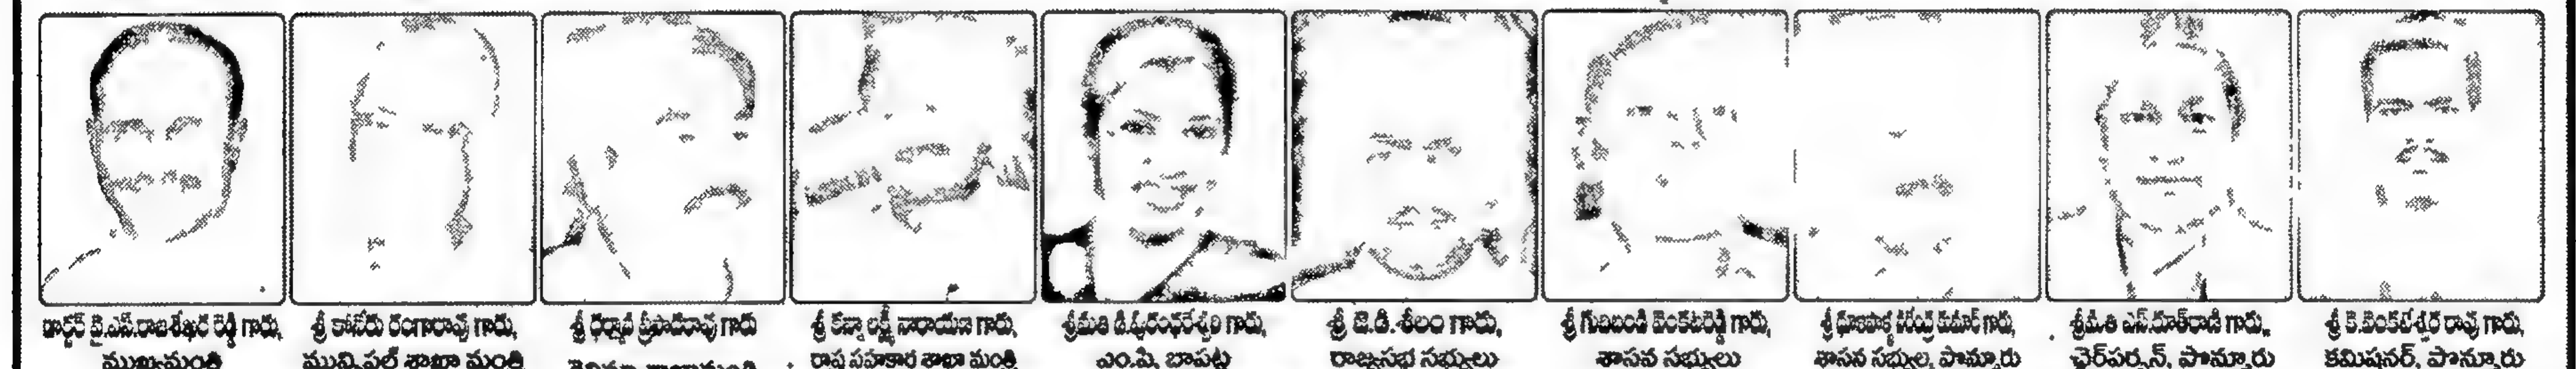 డాక్టర్ వై.ఎస్.రాజశేఖర రెడ్డి గారు,
ముఖ్యమంత్రి
శ్రీ కోనేరు రంగారావు గారు,
మున్సిపల్ శాఖా మంత్రి
శ్రీ ధర్మాన ప్రసాదరావు గారు
శ్రీ కన్నా లక్ష్మీ నారాయణ గారు,
రాష్ట్ర సహకార శాఖా మంత్రి
శ్రీమతి డి.పురంధరేశ్వరి గారు,
ఎం.పి, బాపట్ల
శ్రీ జె.డి.శీలం గారు,
రాజ్యసభ సభ్యులు
శ్రీ గుదిబండి వెంకటరెడ్డి గారు,
శాసన సభ్యులు
శ్రీ ధూళిపాళ్ళ నరేంద్ర కుమార్ గారు,
శాసన సభ్యులు, పొన్నూరు
శ్రీమతి ఎస్.రూత్‌రాణి గారు,
ఛైర్‌పర్సన్, పొన్నూరు
శ్రీ కె.వెంకటేశ్వర రావు గారు,
కమిషనర్, పొన్నూరు